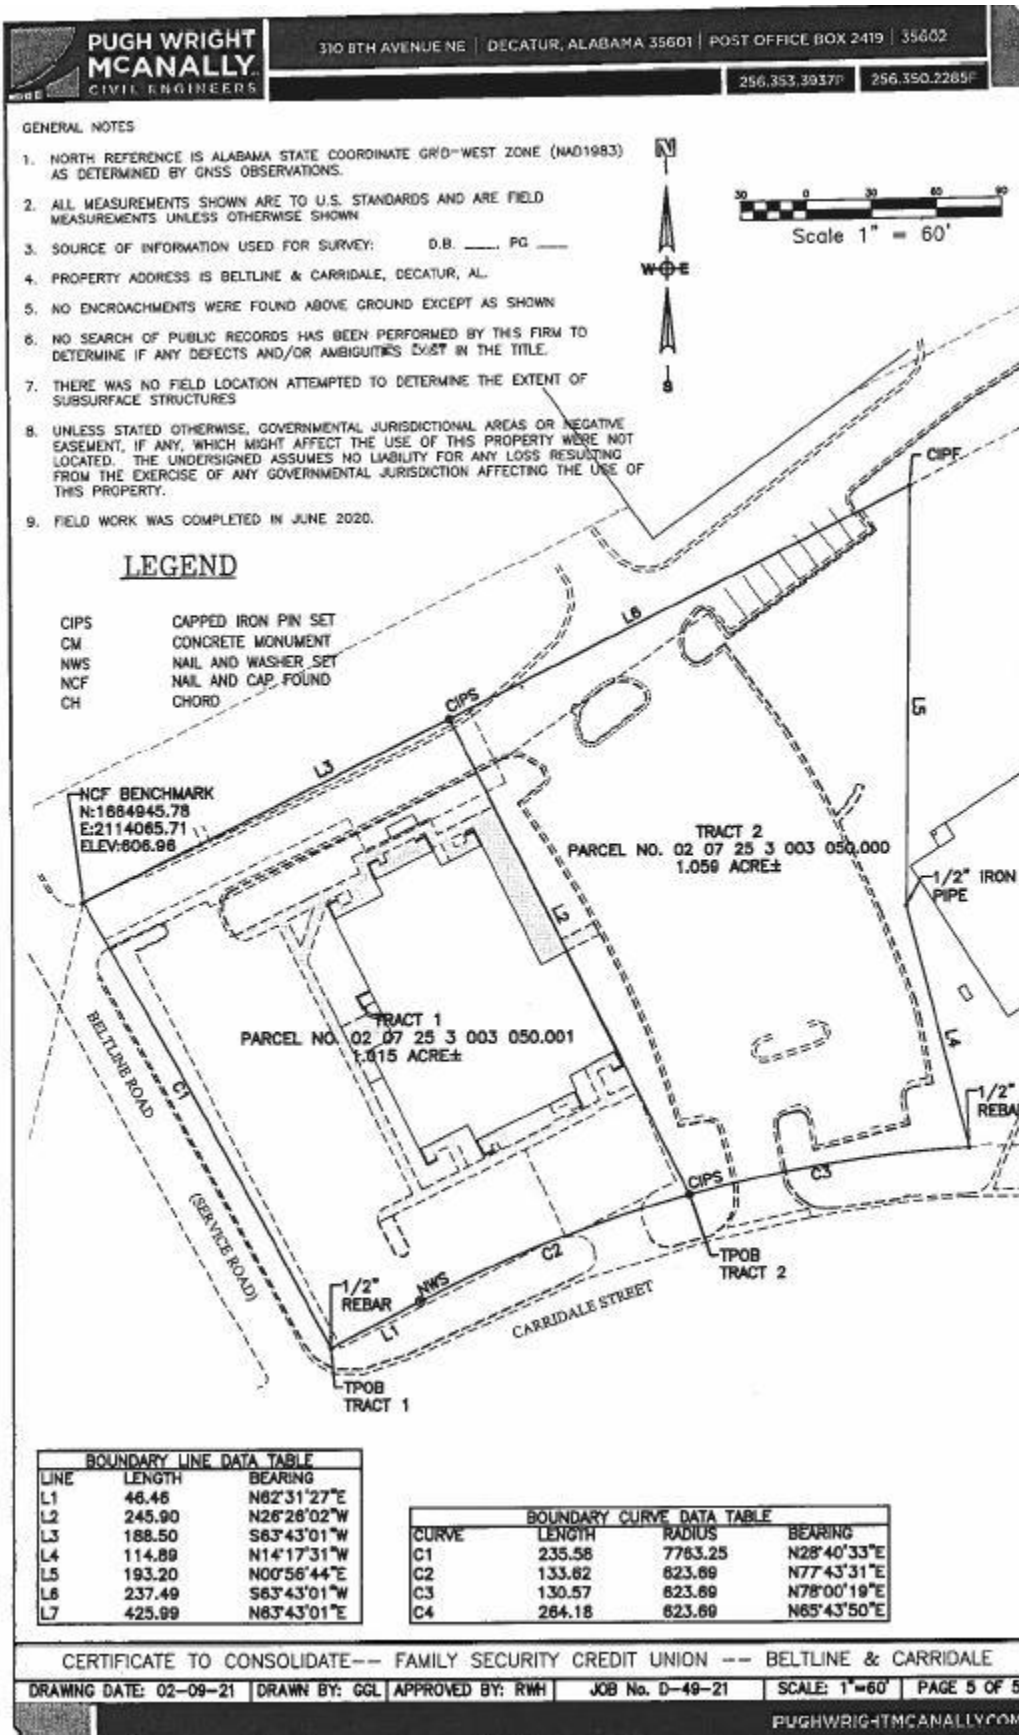 PUGH WRIGHT
MCANALLY
CIVIL ENGINEERS
310 8TH AVENUE NE | DECATUR, ALABAMA 35601 | POST OFFICE BOX 2419 | 35602
256.353.3937P 256.350.2285F
GENERAL NOTES
1. NORTH REFERENCE IS ALABAMA STATE COORDINATE GRID-WEST ZONE (NAD1983)
AS DETERMINED BY GNSS OBSERVATIONS.
2. ALL MEASUREMENTS SHOWN ARE TO U.S. STANDARDS AND ARE FIELD
MEASUREMENTS UNLESS OTHERWISE SHOWN
3. SOURCE OF INFORMATION USED FOR SURVEY: D.B. ____, PG ____
4. PROPERTY ADDRESS IS BELTLINE & CARRIDALE, DECATUR, AL.
5. NO ENCROACHMENTS WERE FOUND ABOVE GROUND EXCEPT AS SHOWN
6. NO SEARCH OF PUBLIC RECORDS HAS BEEN PERFORMED BY THIS FIRM TO
DETERMINE IF ANY DEFECTS AND/OR AMBIGUITIES EXIST IN THE TITLE.
7. THERE WAS NO FIELD LOCATION ATTEMPTED TO DETERMINE THE EXTENT OF
SUBSURFACE STRUCTURES
8. UNLESS STATED OTHERWISE, GOVERNMENTAL JURISDICTIONAL AREAS OR NEGATIVE
EASEMENT, IF ANY, WHICH MIGHT AFFECT THE USE OF THIS PROPERTY WERE NOT
LOCATED. THE UNDERSIGNED ASSUMES NO LIABILITY FOR ANY LOSS RESULTING
FROM THE EXERCISE OF ANY GOVERNMENTAL JURISDICTION AFFECTING THE USE OF
THIS PROPERTY.
9. FIELD WORK WAS COMPLETED IN JUNE 2020.
N
W E
S
30 0 30 60 90
Scale 1" = 60'
LEGEND
CIPS CAPPED IRON PIN SET
CM CONCRETE MONUMENT
NWS NAIL AND WASHER SET
NCF NAIL AND CAP FOUND
CH CHORD
CIPF
L6
CIPS
L5
L3
NCF BENCHMARK
N:1664945.78
E:2114065.71
ELEV:606.96
TRACT 2
PARCEL NO. 02 07 25 3 003 050.000
1.059 ACRE±
1/2" IRON
PIPE
L2
TRACT 1
PARCEL NO. 02 07 25 3 003 050.001
1.015 ACRE±
L4
BELTLINE ROAD
C1
1/2"
REBA
C3
CIPS
(SERVICE ROAD)
C2
TPOB
TRACT 2
1/2"
REBAR
NWS
L1
CARRIDALE STREET
TPOB
TRACT 1
BOUNDARY LINE DATA TABLE
LINE LENGTH BEARING
L1 46.46 N62°31'27"E
L2 245.90 N26°26'02"W
L3 188.50 S63°43'01"W
L4 114.89 N14°17'31"W
L5 193.20 N00°56'44"E
L6 237.49 S63°43'01"W
L7 425.99 N63°43'01"E
BOUNDARY CURVE DATA TABLE
CURVE LENGTH RADIUS BEARING
C1 235.58 7763.25 N28°40'33"E
C2 133.62 623.69 N77°43'31"E
C3 130.57 623.69 N78°00'19"E
C4 264.18 623.69 N65°43'50"E
CERTIFICATE TO CONSOLIDATE-- FAMILY SECURITY CREDIT UNION -- BELTLINE & CARRIDALE
DRAWING DATE: 02-09-21 DRAWN BY: GGL APPROVED BY: RWH JOB No. D-49-21 SCALE: 1"=60' PAGE 5 OF 5
PUGHWRIGHTMCANALLY.COM